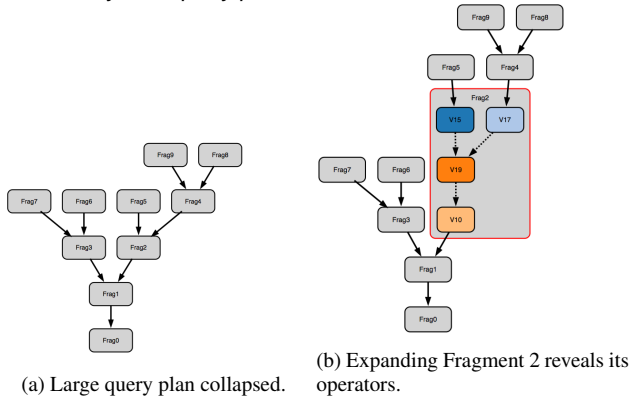 Frag9
Frag8
Frag5
Frag4
Frag2
V15
V17
V19
V10
Frag7
Frag6
Frag3
Frag1
Frag0
Frag9
Frag8
Frag7
Frag6
Frag5
Frag4
Frag3
Frag2
Frag1
Frag0
(a) Large query plan collapsed.
(b) Expanding Fragment 2 reveals its
operators.